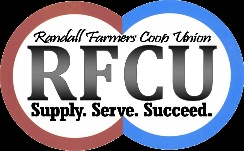 Randall Farmers Coop Union
RFCU
Supply. Serve. Succeed.